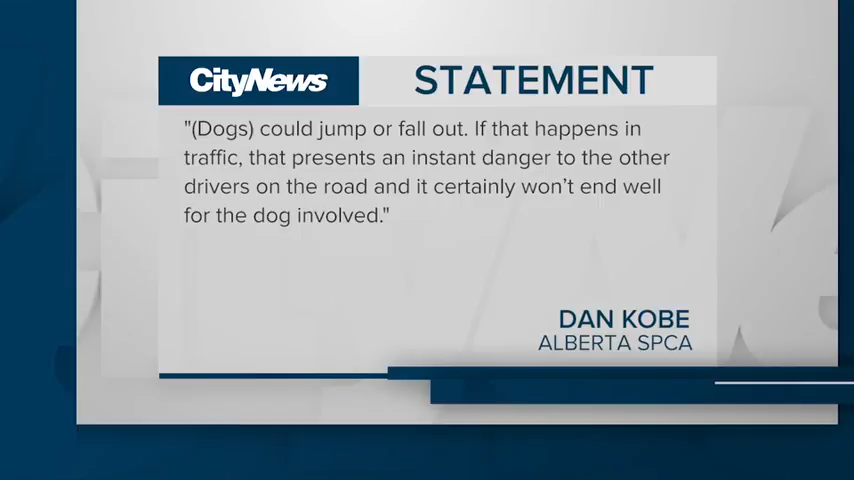 CityNews
STATEMENT
"(Dogs) could jump or fall out. If that happens in
traffic, that presents an instant danger to the other
drivers on the road and it certainly won’t end well
for the dog involved."
DAN KOBE
ALBERTA SPCA